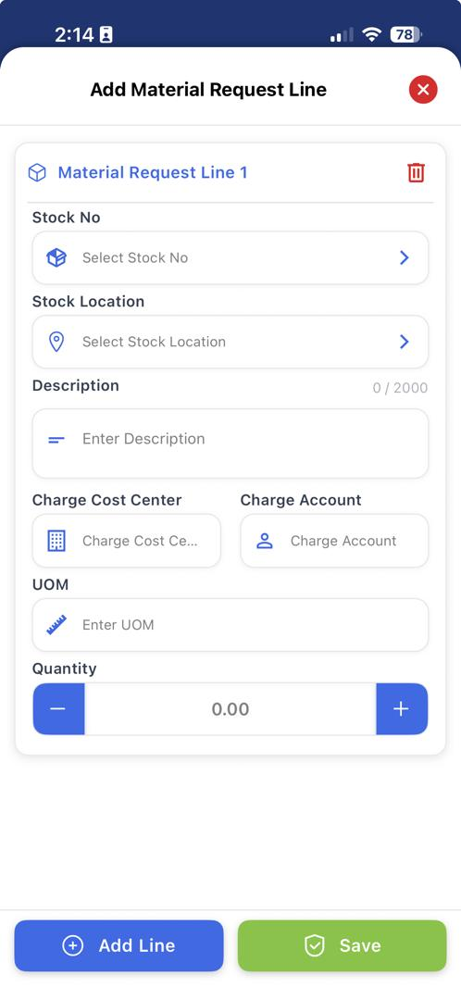 2:14
78
Add Material Request Line
Material Request Line 1
Stock No
Select Stock No
Stock Location
Select Stock Location
Description
0 / 2000
Enter Description
Charge Cost Center
Charge Account
Charge Cost Ce...
Charge Account
UOM
Enter UOM
Quantity
0.00
Add Line
Save